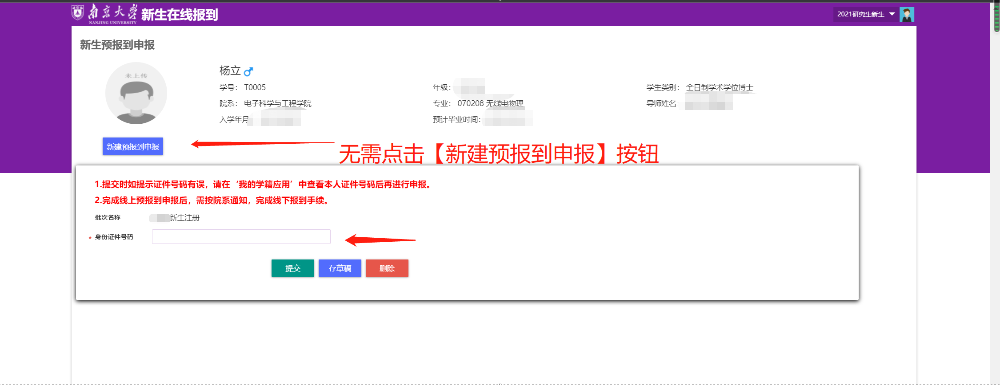 南京大学
NANJING UNIVERSITY
新生在线报到
2021研究生新生
新生预报到申报
未上传
杨立
学号： T0005
年级：
学生类别： 全日制学术学位博士
院系： 电子科学与工程学院
专业： 070208 无线电物理
导师姓名：
入学年月
预计毕业时间：
新建预报到申报
无需点击【新建预报到申报】按钮
1.提交时如提示证件号码有误，请在‘我的学籍应用’中查看本人证件号码后再进行申报。
2.完成线上预报到申报后，需按院系通知，完成线下报到手续。
批次名称 新生注册
* 身份证件号码
提交 存草稿 删除